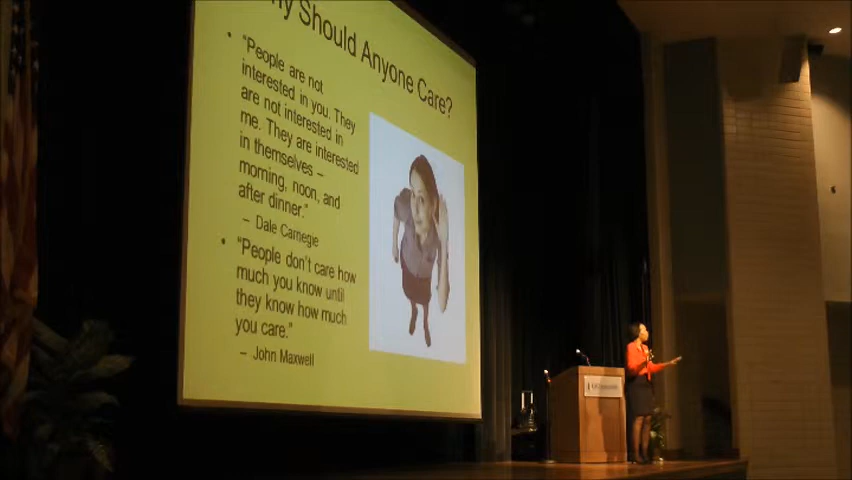 Should Anyone Care?
• “People are not
interested in you. They
are not interested in
me. They are interested
in themselves –
morning, noon, and
after dinner.”
– Dale Carnegie
• “People don’t care how
much you know until
they know how much
you care.”
– John Maxwell